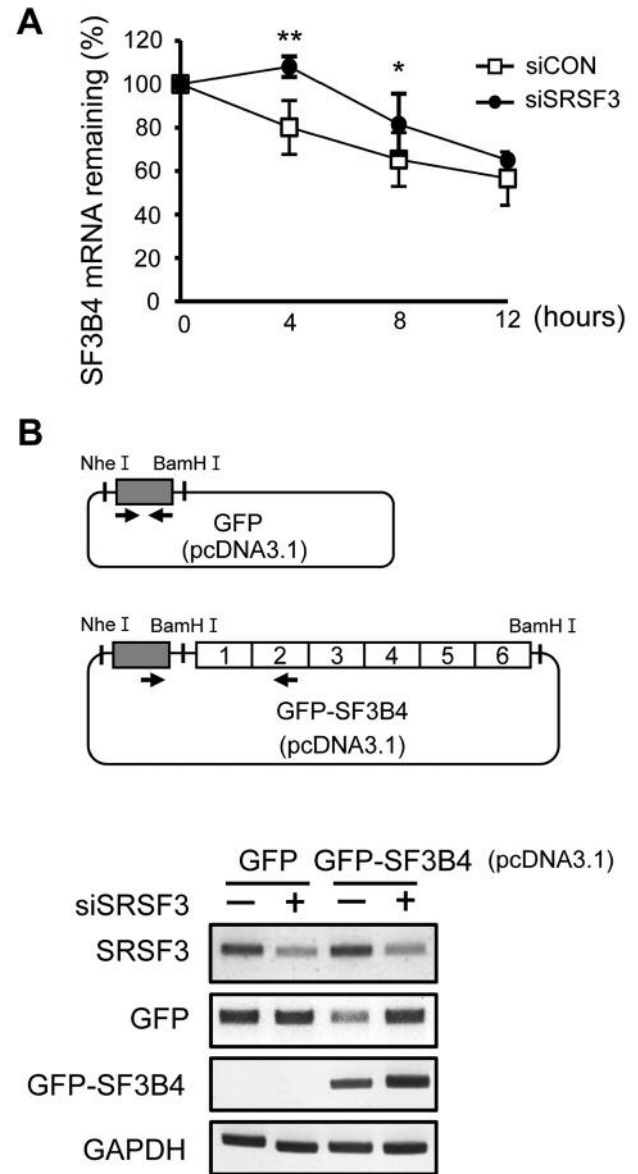 A
SF3B4 mRNA remaining (%)
120
100
80
60
40
20
0
**
*
siCON
siSRSF3
0 4 8 12 (hours)
B
Nhe I BamH I
GFP
(pcDNA3.1)
Nhe I BamH I BamH I
1 2 3 4 5 6
GFP-SF3B4
(pcDNA3.1)
GFP GFP-SF3B4 (pcDNA3.1)
siSRSF3 — + — +
SRSF3
GFP
GFP-SF3B4
GAPDH